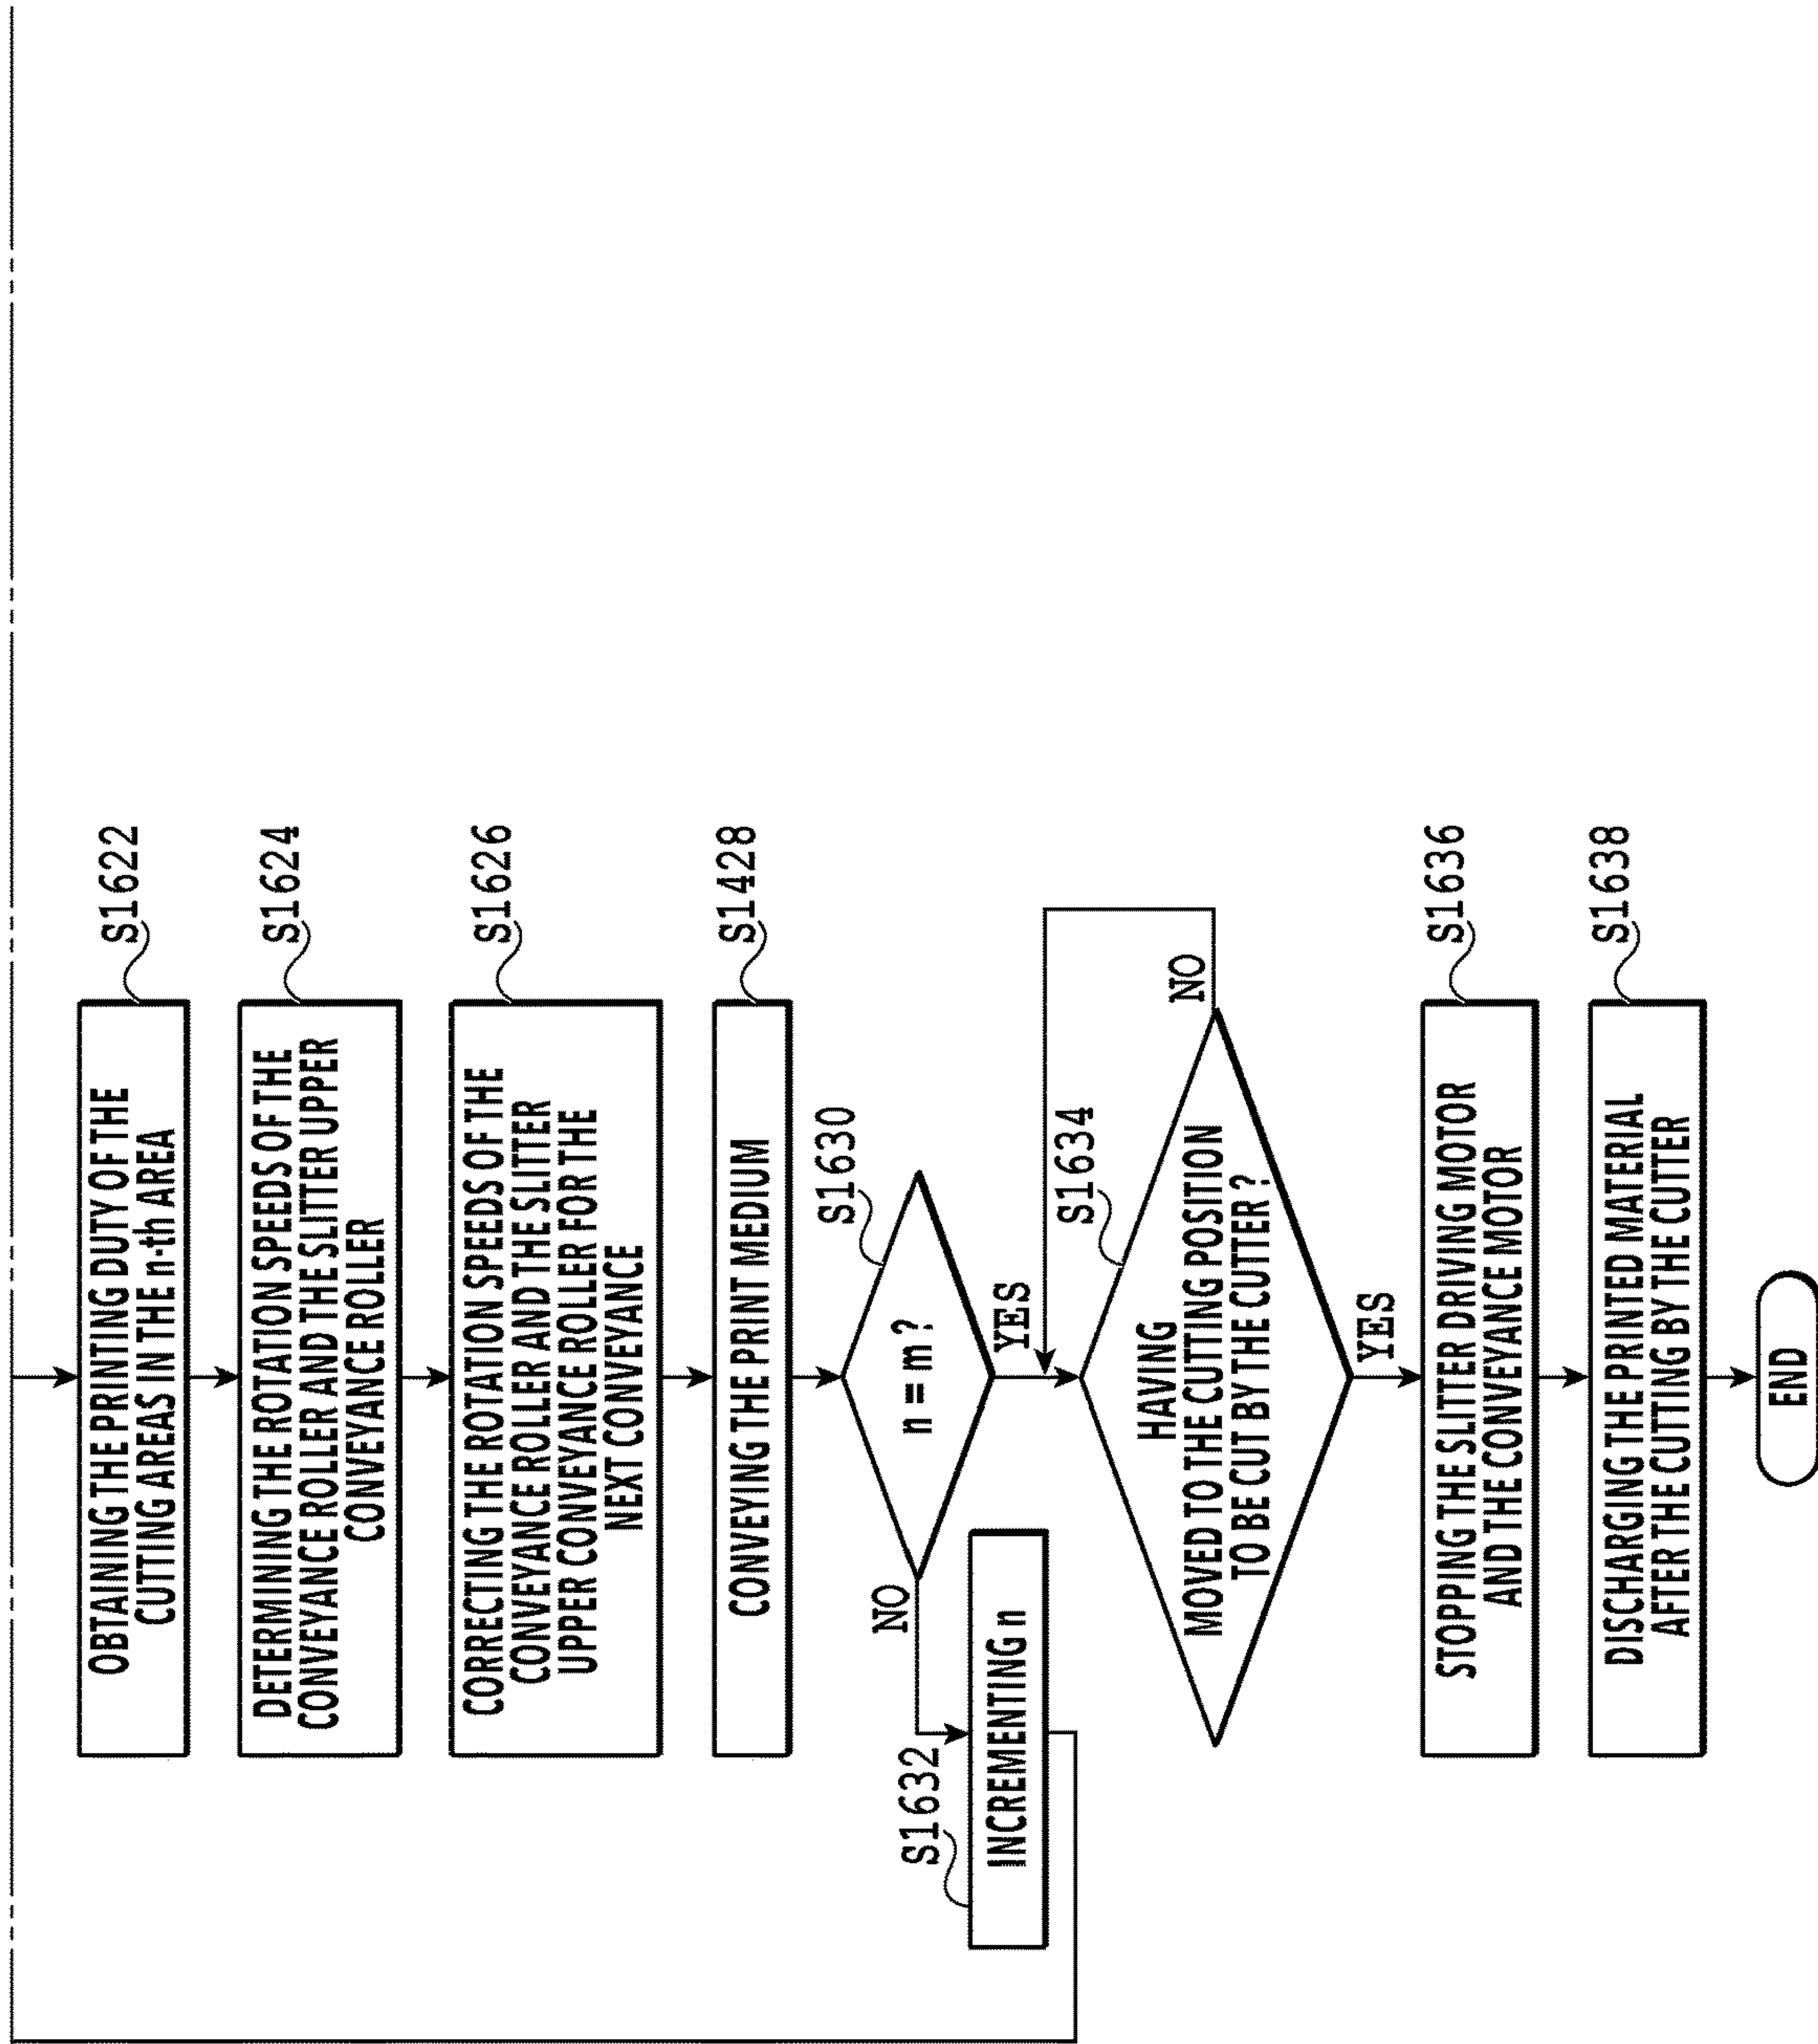 S1622
OBTAINING THE PRINTING DUTY OF THE
CUTTING AREAS IN THE n-th AREA
S1624
DETERMINING THE ROTATION SPEEDS OF THE
CONVEYANCE ROLLER AND THE SLITTER UPPER
CONVEYANCE ROLLER
S1626
CORRECTING THE ROTATION SPEEDS OF THE
CONVEYANCE ROLLER AND THE SLITTER
UPPER CONVEYANCE ROLLER FOR THE
NEXT CONVEYANCE
S1428
CONVEYING THE PRINT MEDIUM
S1630
n = m ?
NO
YES
S1632
INCREMENTING n
S1634
HAVING
MOVED TO THE CUTTING POSITION
TO BE CUT BY THE CUTTER ?
NO
YES
S1636
STOPPING THE SLITTER DRIVING MOTOR
AND THE CONVEYANCE MOTOR
S1638
DISCHARGING THE PRINTED MATERIAL
AFTER THE CUTTING BY THE CUTTER
END